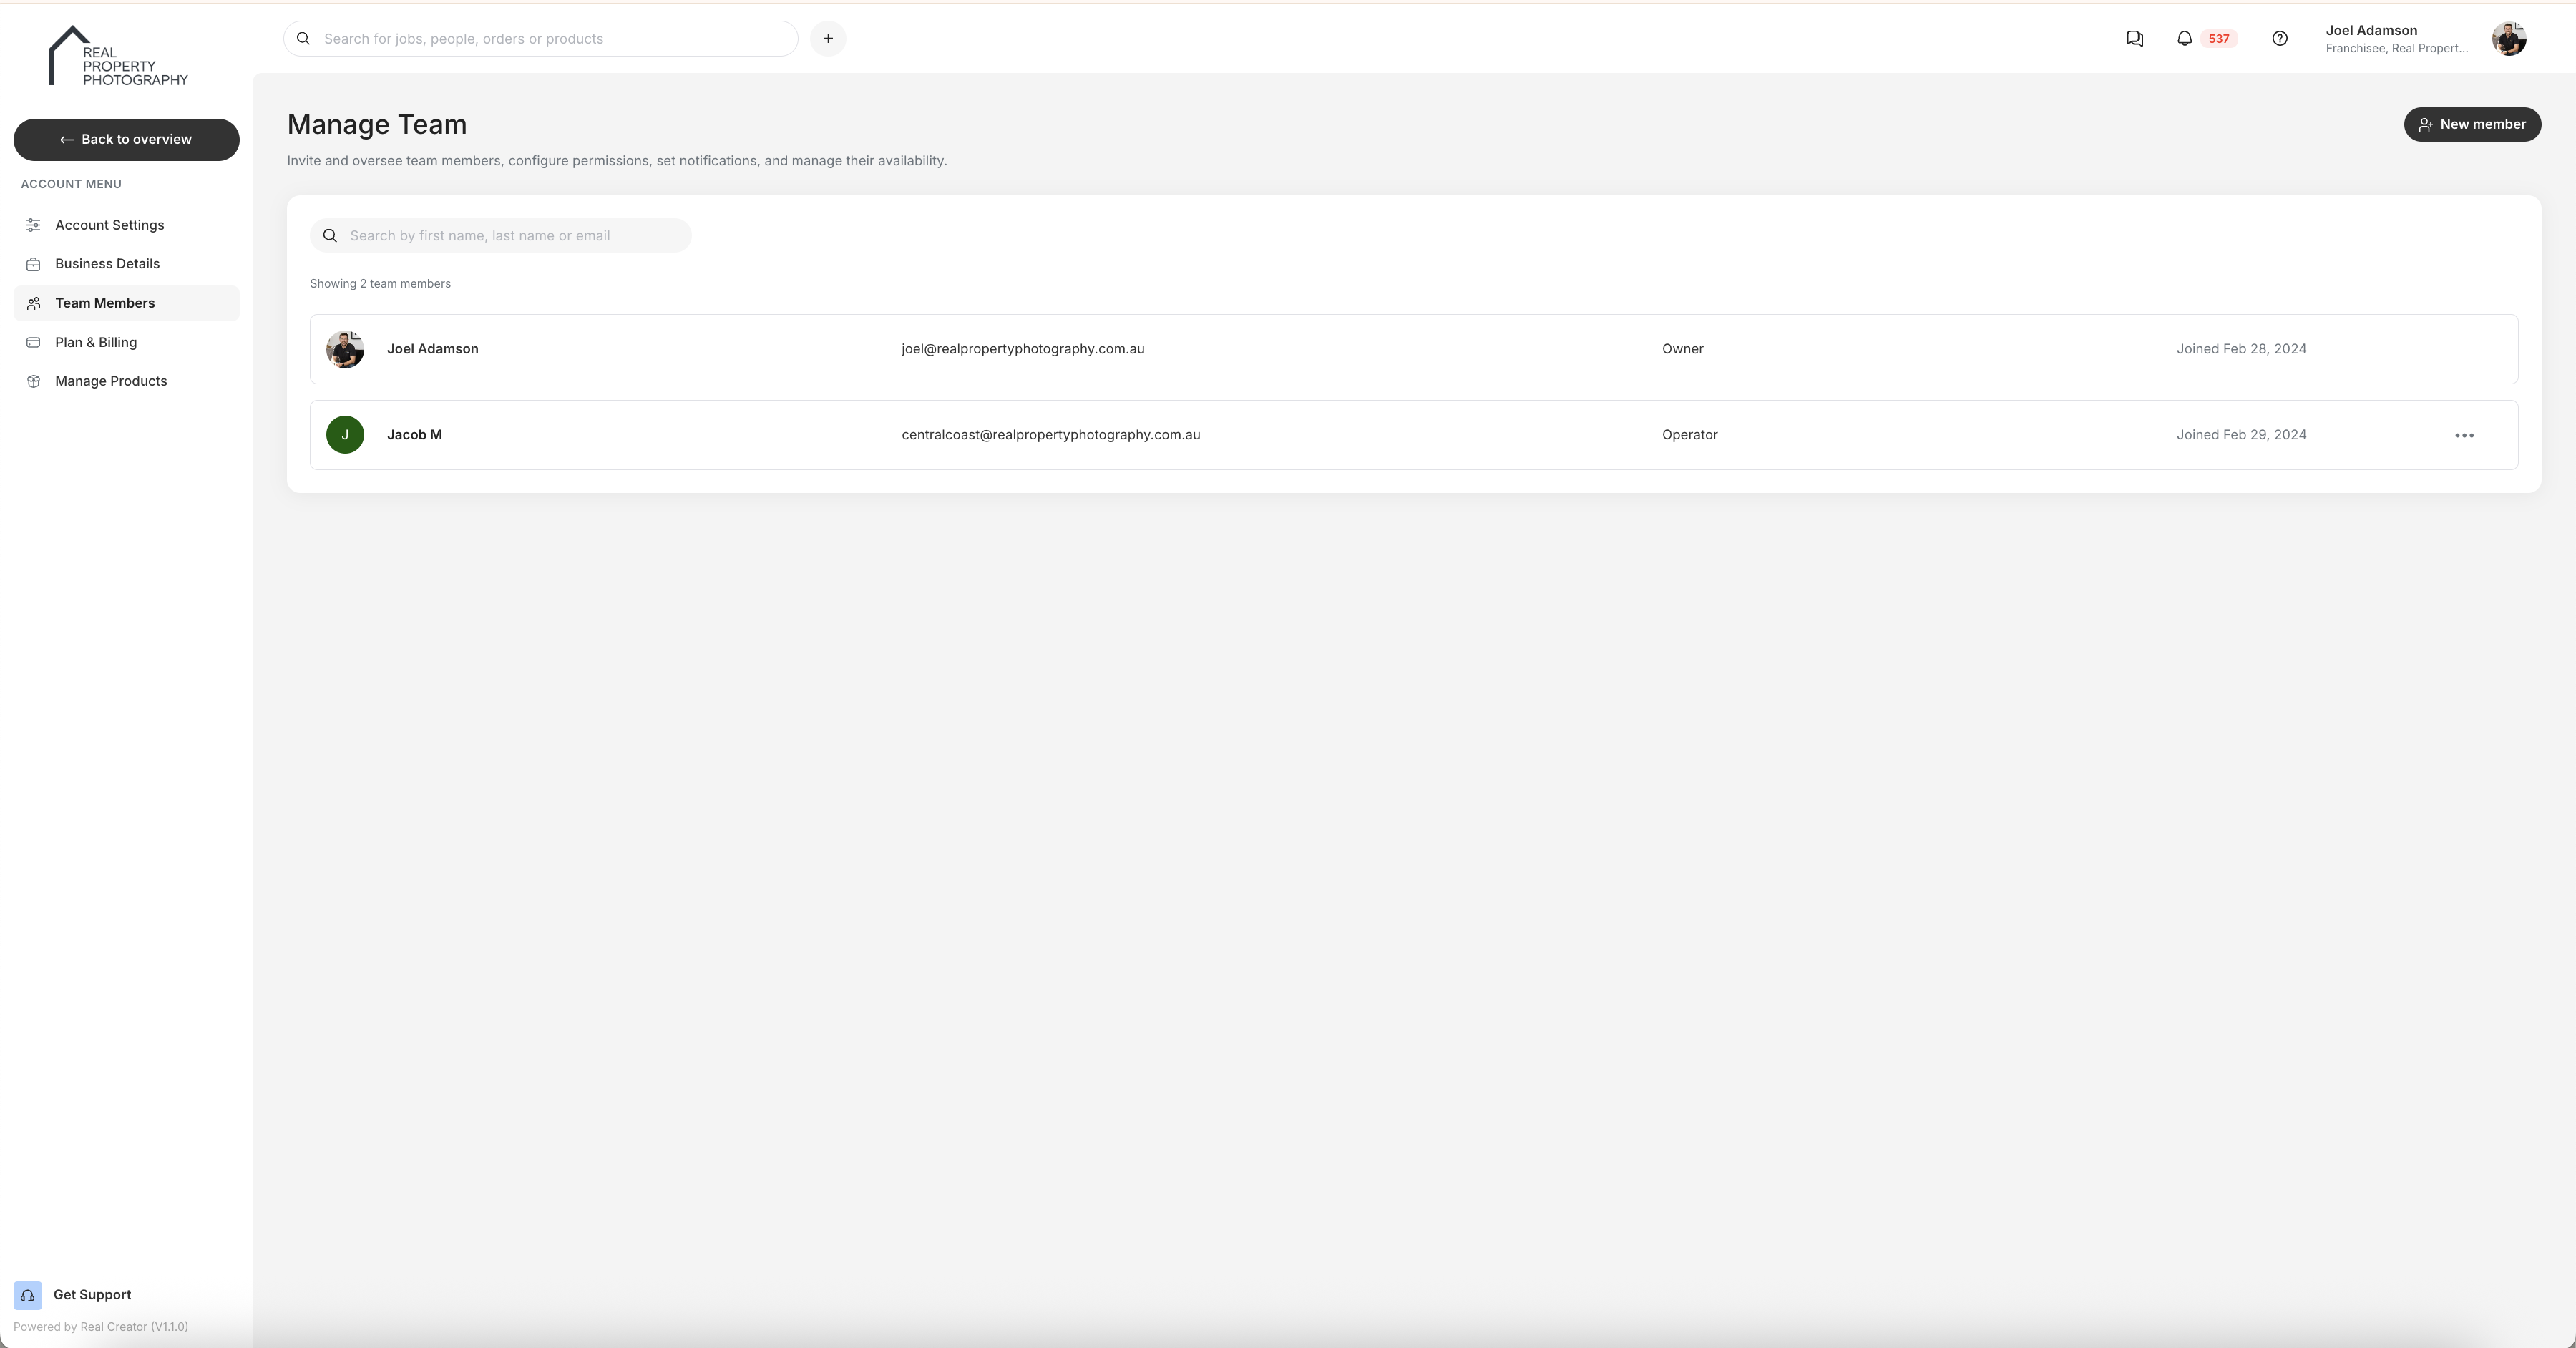 REAL
PROPERTY
PHOTOGRAPHY
Search for jobs, people, orders or products
537
Joel Adamson
Franchisee, Real Propert...
Back to overview
ACCOUNT MENU
Account Settings
Business Details
Team Members
Plan & Billing
Manage Products
Manage Team
New member
Invite and oversee team members, configure permissions, set notifications, and manage their availability.
Search by first name, last name or email
Showing 2 team members
Joel Adamson joel@realpropertyphotography.com.au Owner Joined Feb 28, 2024
J Jacob M centralcoast@realpropertyphotography.com.au Operator Joined Feb 29, 2024
Get Support
Powered by Real Creator (V1.1.0)